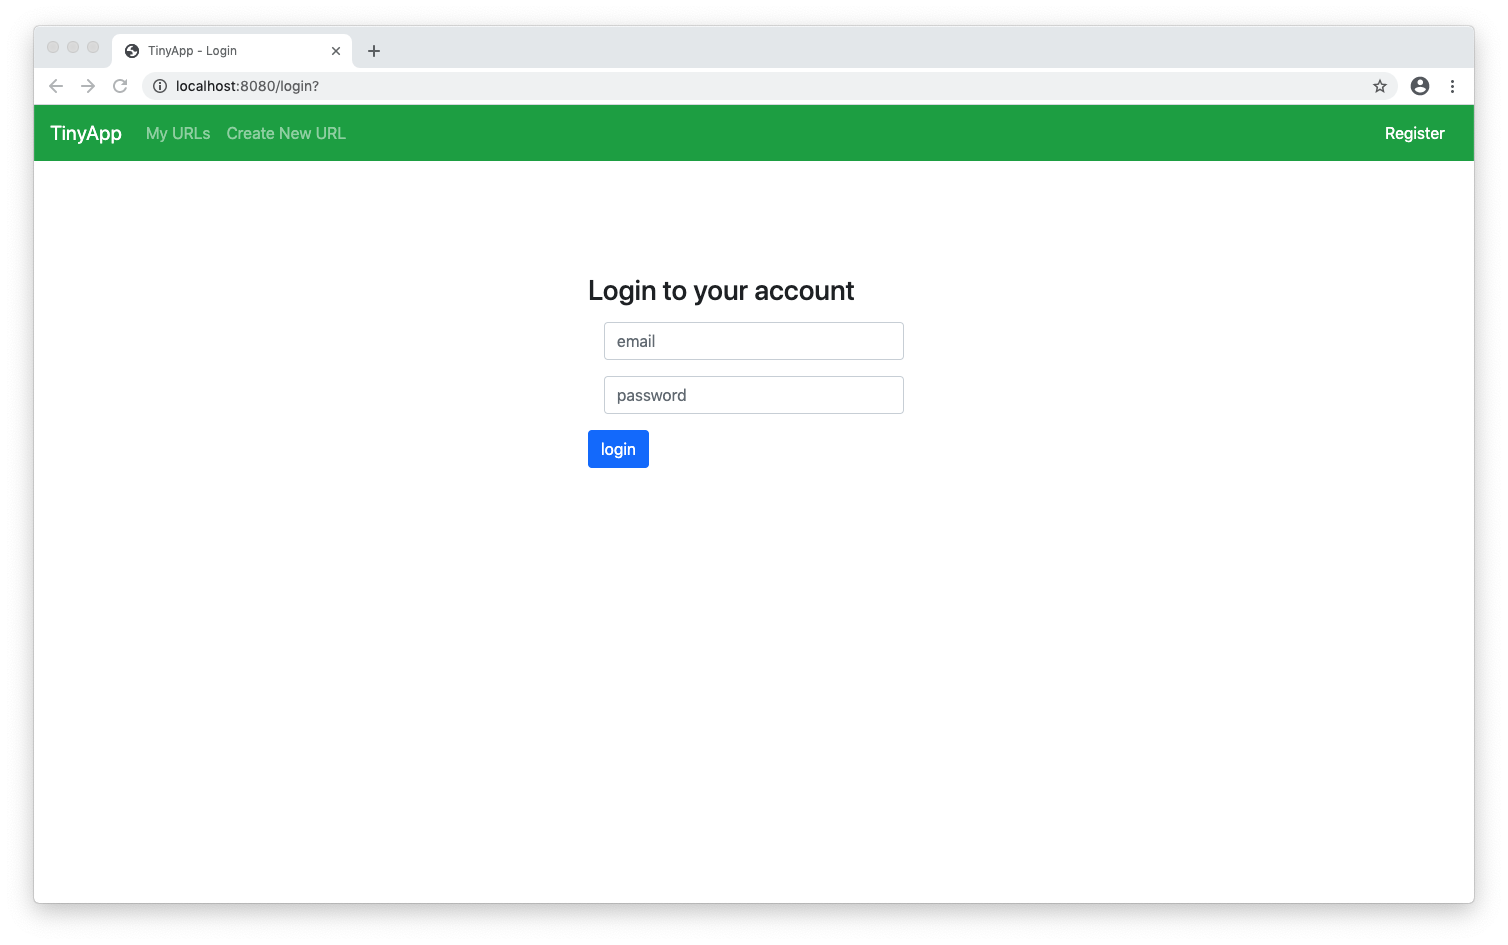 TinyApp - Login
localhost:8080/login?
TinyApp My URLs Create New URL Register
Login to your account
email
password
login